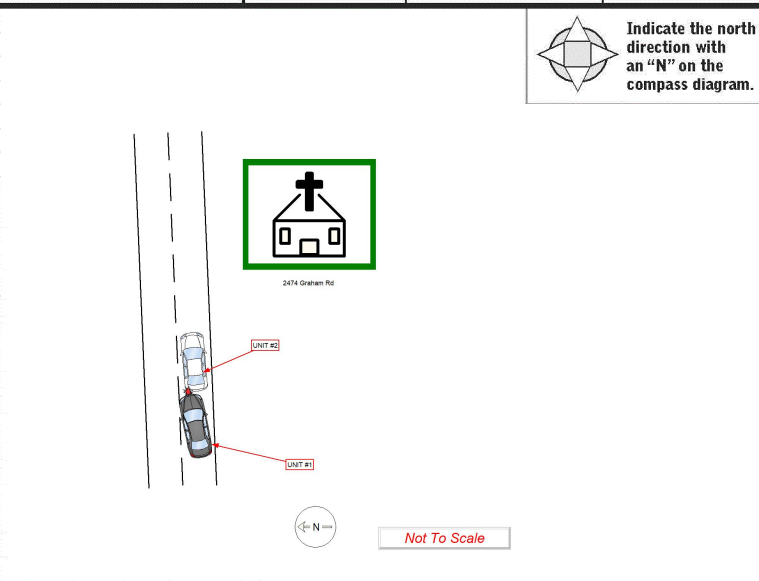 Indicate the north
direction with
an “N” on the
compass diagram.
2474 Graham Rd
UNIT #2
UNIT #1
N
Not To Scale